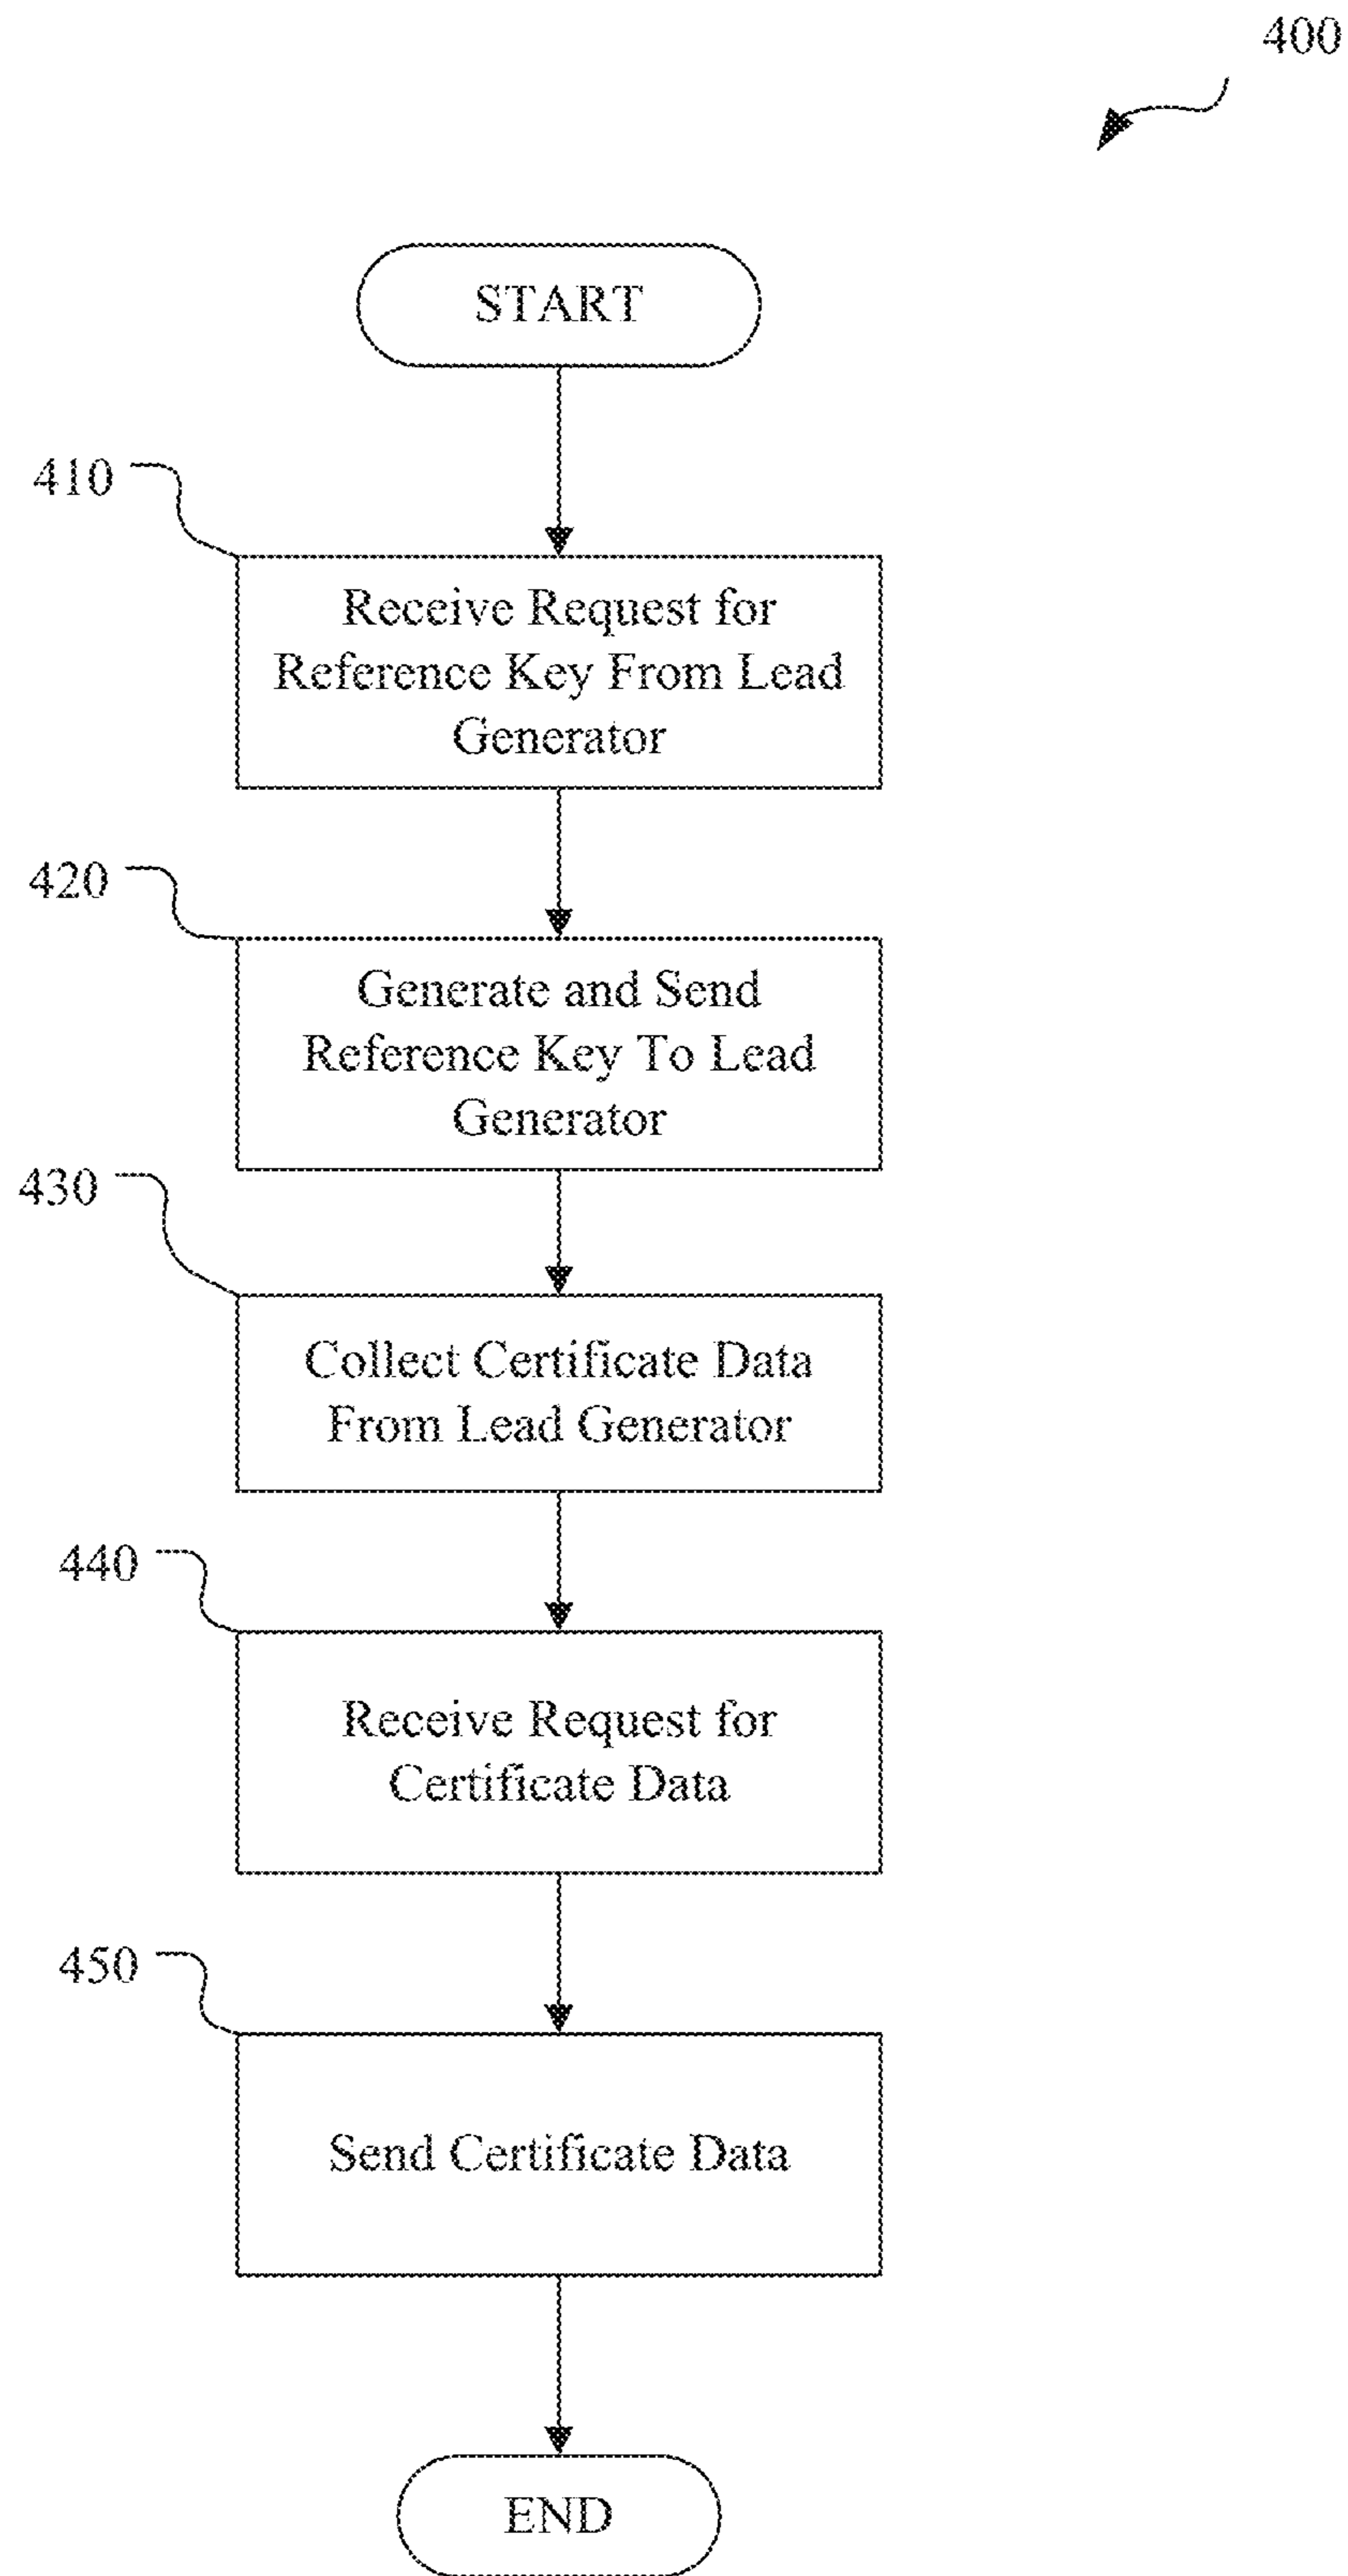 400
START
410
Receive Request for
Reference Key From Lead
Generator
420
Generate and Send
Reference Key To Lead
Generator
430
Collect Certificate Data
From Lead Generator
440
Receive Request for
Certificate Data
450
Send Certificate Data
END